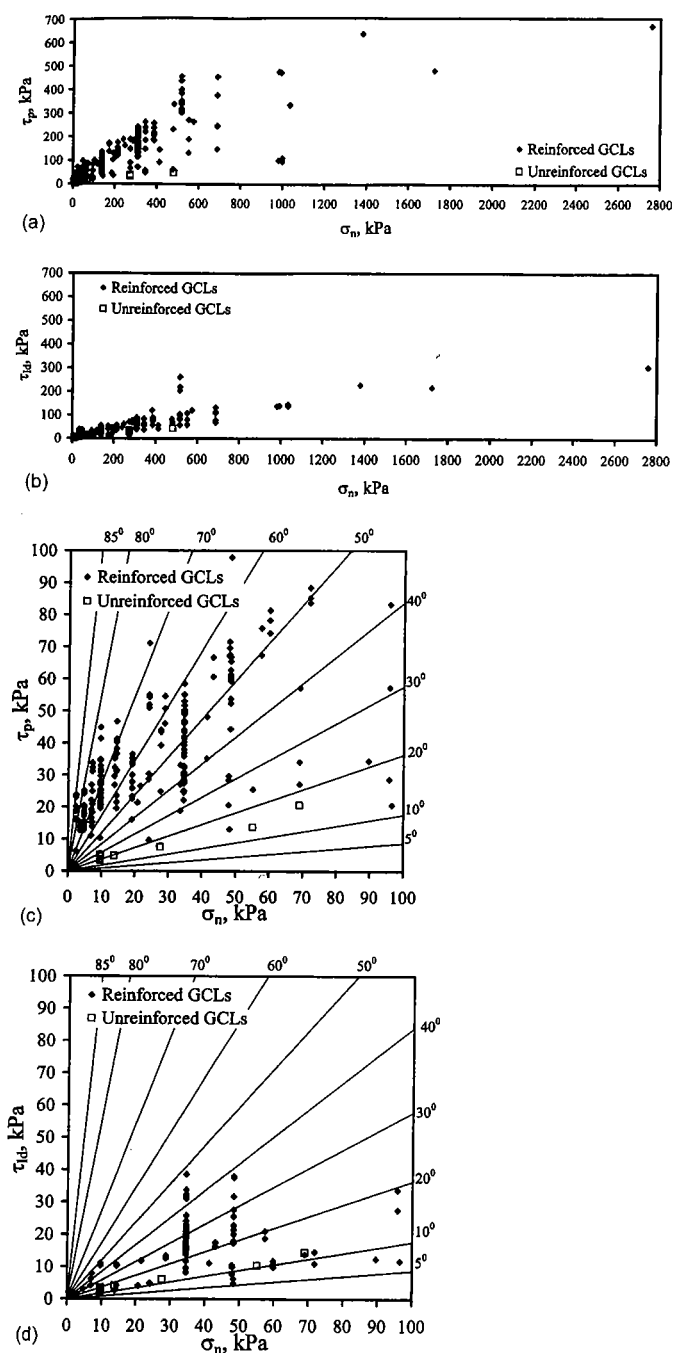 700
600
500
400
300
200
100
0
τp, kPa
◆ Reinforced GCLs
□ Unreinforced GCLs
0 200 400 600 800 1000 1200 1400 1600 1800 2000 2200 2400 2600 2800
(a)
σn, kPa
700
600
500
400
300
200
100
0
τld, kPa
◆ Reinforced GCLs
□ Unreinforced GCLs
0 200 400 600 800 1000 1200 1400 1600 1800 2000 2200 2400 2600 2800
(b)
σn, kPa
85⁰ 80⁰ 70⁰ 60⁰ 50⁰
40⁰
30⁰
20⁰
10⁰
5⁰
100
90
80
70
60
50
40
30
20
10
0
τp, kPa
◆ Reinforced GCLs
□ Unreinforced GCLs
0 10 20 30 40 50 60 70 80 90 100
(c)
σn, kPa
85⁰ 80⁰ 70⁰ 60⁰ 50⁰
40⁰
30⁰
20⁰
10⁰
5⁰
100
90
80
70
60
50
40
30
20
10
0
τld, kPa
◆ Reinforced GCLs
□ Unreinforced GCLs
0 10 20 30 40 50 60 70 80 90 100
(d)
σn, kPa